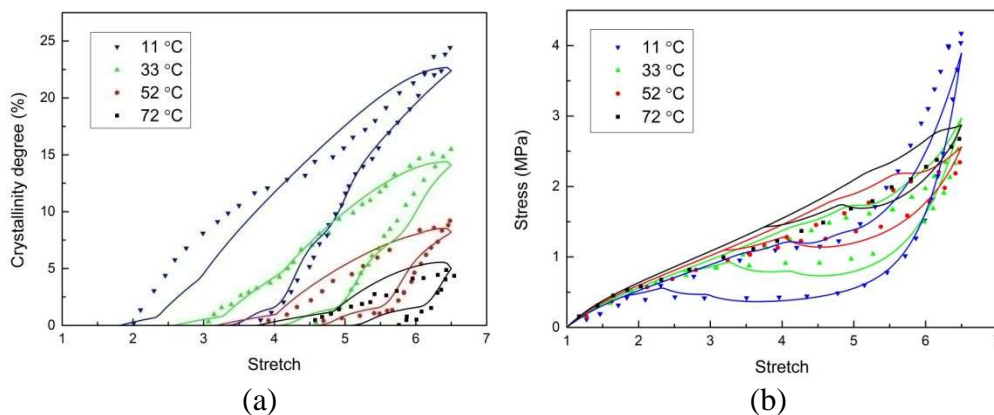 25
20
15
10
5
0
Crystallinity degree (%)
11 °C
33 °C
52 °C
72 °C
1 2 3 4 5 6 7
Stretch
(a)
4
3
2
1
0
Stress (MPa)
11 °C
33 °C
52 °C
72 °C
1 2 3 4 5 6
Stretch
(b)